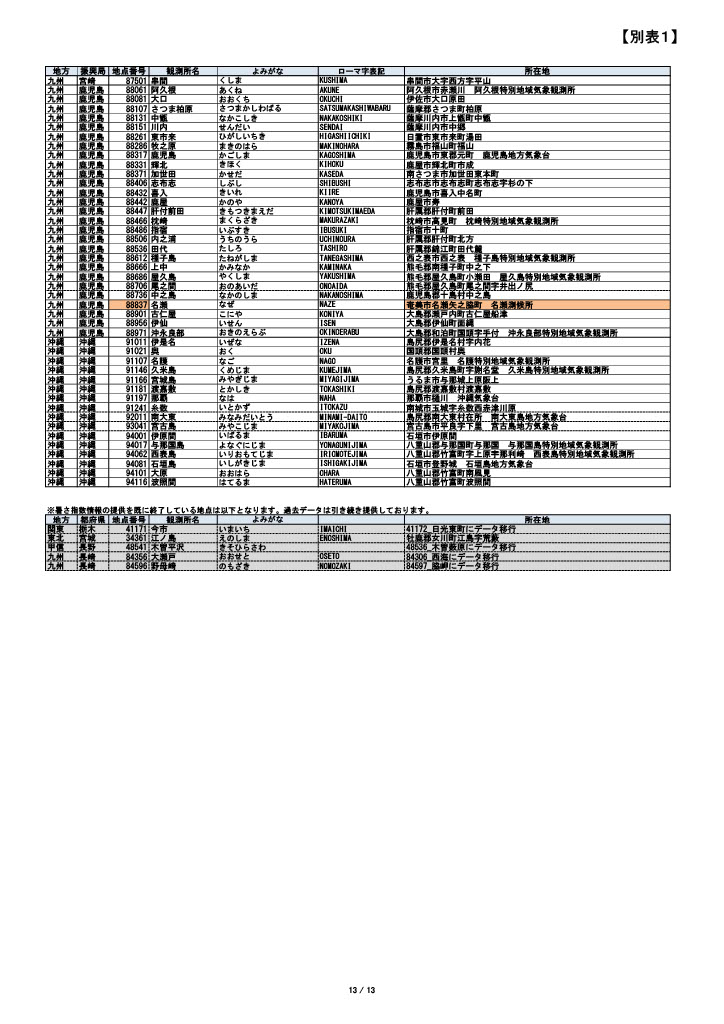 【別表1】
地方 振興局 地点番号 観測所名 よみがな ローマ字表記 所在地
九州 宮崎 87501 串間 くしま KUSHIMA 串間市大字西方字平山
九州 鹿児島 88061 阿久根 あくね AKUNE 阿久根市赤瀬川 阿久根特別地域気象観測所
九州 鹿児島 88081 大口 おおくち OKUCHI 伊佐市大口原田
九州 鹿児島 88107 さつま柏原 さつまかしわばる SATSUMAKASHIWABARU 薩摩郡さつま町柏原
九州 鹿児島 88131 中甑 なかこしき NAKAKOSHIKI 薩摩川内市上甑町中甑
九州 鹿児島 88151 川内 せんだい SENDAI 薩摩川内市中郷
九州 鹿児島 88261 東市来 ひがしいちき HIGASHIICHIKI 日置市東市来町湯田
九州 鹿児島 88286 牧之原 まきのはら MAKINOHARA 霧島市福山町福山
九州 鹿児島 88317 鹿児島 かごしま KAGOSHIMA 鹿児島市東郡元町 鹿児島地方気象台
九州 鹿児島 88331 輝北 きほく KIHOKU 鹿屋市輝北町市成
九州 鹿児島 88371 加世田 かせだ KASEDA 南さつま市加世田東本町
九州 鹿児島 88406 志布志 しぶし SHIBUSHI 志布志市志布志町志布志字杉の下
九州 鹿児島 88432 喜入 きいれ KIIRE 鹿児島市喜入中名町
九州 鹿児島 88442 鹿屋 かのや KANOYA 鹿屋市寿
九州 鹿児島 88447 肝付前田 きもつきまえだ KIMOTSUKIMAEDA 肝属郡肝付町前田
九州 鹿児島 88466 枕崎 まくらざき MAKURAZAKI 枕崎市高見町 枕崎特別地域気象観測所
九州 鹿児島 88486 指宿 いぶすき IBUSUKI 指宿市十町
九州 鹿児島 88506 内之浦 うちのうら UCHINOURA 肝属郡肝付町北方
九州 鹿児島 88536 田代 たしろ TASHIRO 肝属郡錦江町田代麓
九州 鹿児島 88612 種子島 たねがしま TANEGASHIMA 西之表市西之表 種子島特別地域気象観測所
九州 鹿児島 88666 上中 かみなか KAMINAKA 熊毛郡南種子町中之下
九州 鹿児島 88686 屋久島 やくしま YAKUSHIMA 熊毛郡屋久島町小瀬田 屋久島特別地域気象観測所
九州 鹿児島 88706 尾之間 おのあいだ ONOAIDA 熊毛郡屋久島町尾之間字井出ノ尻
九州 鹿児島 88736 中之島 なかのしま NAKANOSHIMA 鹿児島郡十島村中之島
九州 鹿児島 88837 名瀬 なぜ NAZE 奄美市名瀬矢之脇町 名瀬測候所
九州 鹿児島 88901 古仁屋 こにや KONIYA 大島郡瀬戸内町古仁屋船津
九州 鹿児島 88956 伊仙 いせん ISEN 大島郡伊仙町面縄
九州 鹿児島 88971 沖永良部 おきのえらぶ OKINOERABU 大島郡和泊町国頭字手付 沖永良部特別地域気象観測所
沖縄 沖縄 91011 伊是名 いぜな IZENA 島尻郡伊是名村字内花
沖縄 沖縄 91021 奥 おく OKU 国頭郡国頭村奥
沖縄 沖縄 91107 名護 なご NAGO 名護市宮里 名護特別地域気象観測所
沖縄 沖縄 91146 久米島 くめじま KUMEJIMA 島尻郡久米島町字謝名堂 久米島特別地域気象観測所
沖縄 沖縄 91166 宮城島 みやぎじま MIYAGIJIMA うるま市与那城上原阪上
沖縄 沖縄 91181 渡嘉敷 とかしき TOKASHIKI 島尻郡渡嘉敷村渡嘉敷
沖縄 沖縄 91197 那覇 なは NAHA 那覇市樋川 沖縄気象台
沖縄 沖縄 91241 糸数 いとかず ITOKAZU 南城市玉城字糸数西赤津川原
沖縄 沖縄 92011 南大東 みなみだいとう MINAMI-DAITO 島尻郡南大東村在所 南大東島地方気象台
沖縄 沖縄 93041 宮古島 みやこじま MIYAKOJIMA 宮古島市平良字下里 宮古島地方気象台
沖縄 沖縄 94001 伊原間 いばるま IBARUMA 石垣市伊原間
沖縄 沖縄 94017 与那国島 よなぐにじま YONAGUNIJIMA 八重山郡与那国町与那国 与那国島特別地域気象観測所
沖縄 沖縄 94062 西表島 いりおもてじま IRIOMOTEJIMA 八重山郡竹富町字上原字那利崎 西表島特別地域気象観測所
沖縄 沖縄 94081 石垣島 いしがきじま ISHIGAKIJIMA 石垣市登野城 石垣島地方気象台
沖縄 沖縄 94101 大原 おおはら OHARA 八重山郡竹富町南風見
沖縄 沖縄 94116 波照間 はてるま HATERUMA 八重山郡竹富町波照間
※暑さ指数情報の提供を既に終了している地点は以下となります。過去データは引き続き提供しております。
地方 都府県 地点番号 観測所名 よみがな 所在地
関東 栃木 41171 今市 いまいち IMAICHI 41172_日光東町にデータ移行
東北 宮城 34361 江ノ島 えのしま ENOSHIMA 牡鹿郡女川町江島字荒藪
甲信 長野 48541 木曽平沢 きそひらさわ 48536_木曽薮原にデータ移行
九州 長崎 84356 大瀬戸 おおせと OSETO 84306_西海にデータ移行
九州 長崎 84596 野母崎 のもざき NOMOZAKI 84597_脇岬にデータ移行
13 / 13